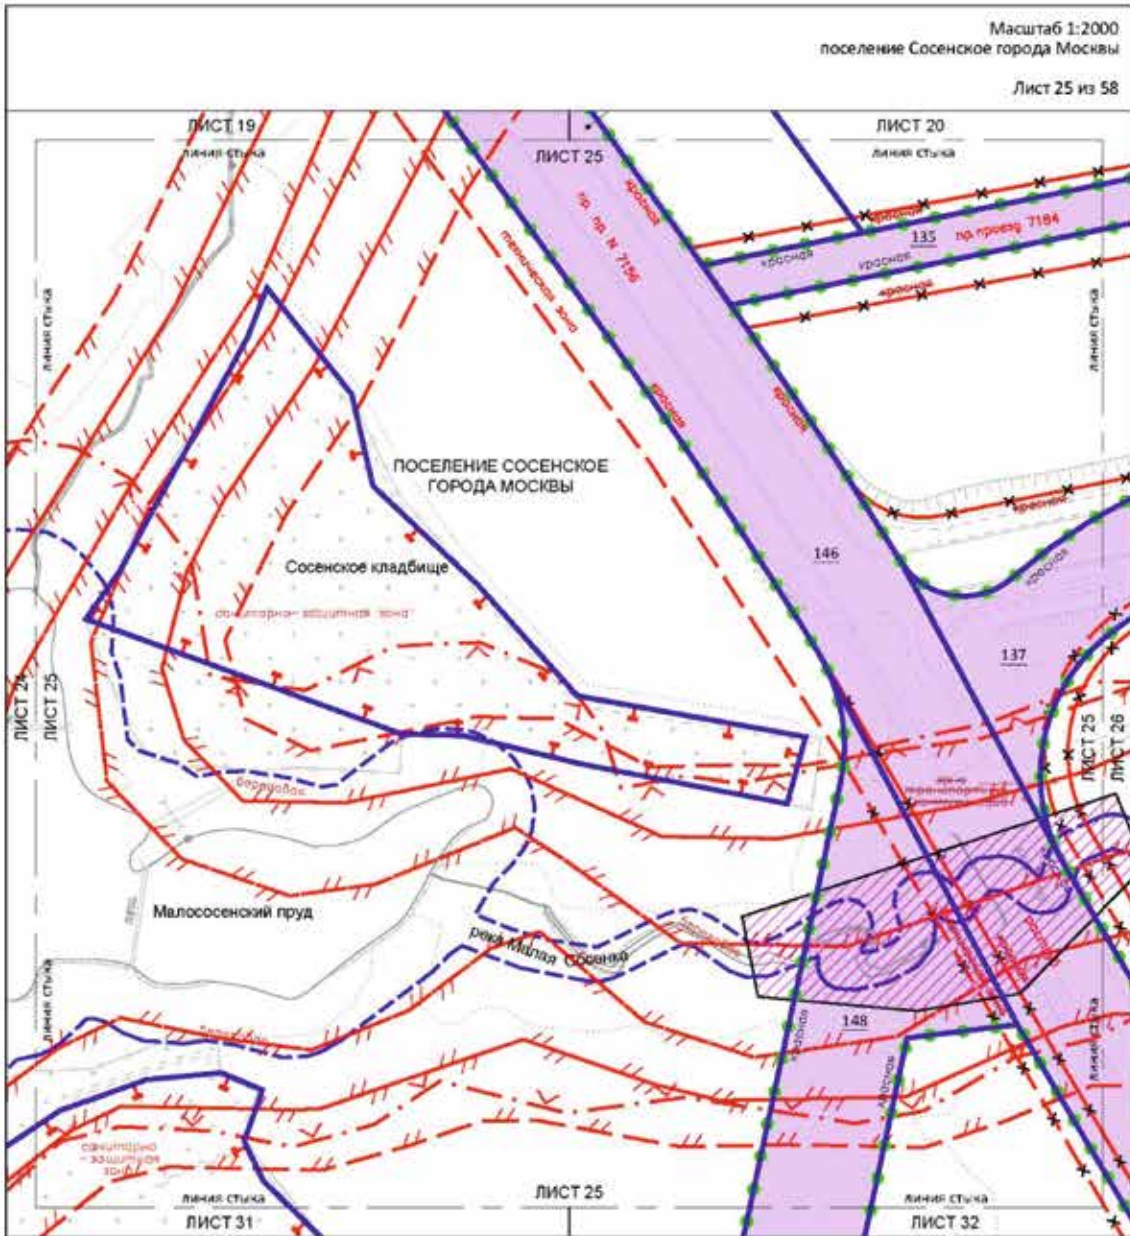 Масштаб 1:2000
поселение Сосенское города Москвы
Лист 25 из 58
ЛИСТ 19
линия стыка
ЛИСТ 25
ЛИСТ 20
линия стыка
красная
пр. пр. N 7156
красная
135
пр. проезд 7184
красная
красная
красная
техническая зона
линия стыка
линия стыка
красная
красная
ПОСЕЛЕНИЕ СОСЕНСКОЕ
ГОРОДА МОСКВЫ
красная
146
красная
Сосенское кладбище
санитарно-защитная зона
137
ЛИСТ 24
ЛИСТ 25
ЛИСТ 25
ЛИСТ 26
береговая
Малососенский пруд
река Малая Сосенка
береговая
148
красная
красная
линия стыка
линия стыка
санитарно
-защитная
зона
линия стыка
ЛИСТ 25
линия стыка
ЛИСТ 31
ЛИСТ 32